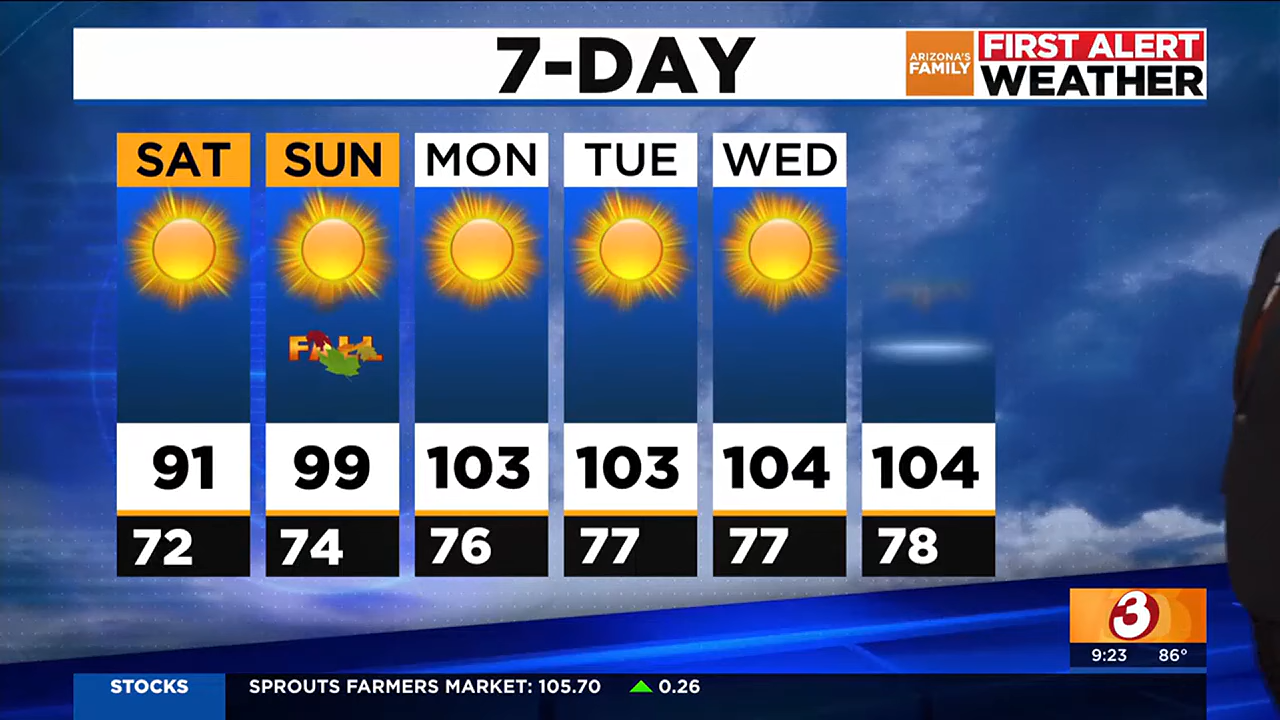 7-DAY
ARIZONA'S
FAMILY
FIRST ALERT
WEATHER
SAT SUN MON TUE WED
FALL
91 99 103 103 104 104
72 74 76 77 77 78
3
9:23 86°
STOCKS SPROUTS FARMERS MARKET: 105.70 0.26